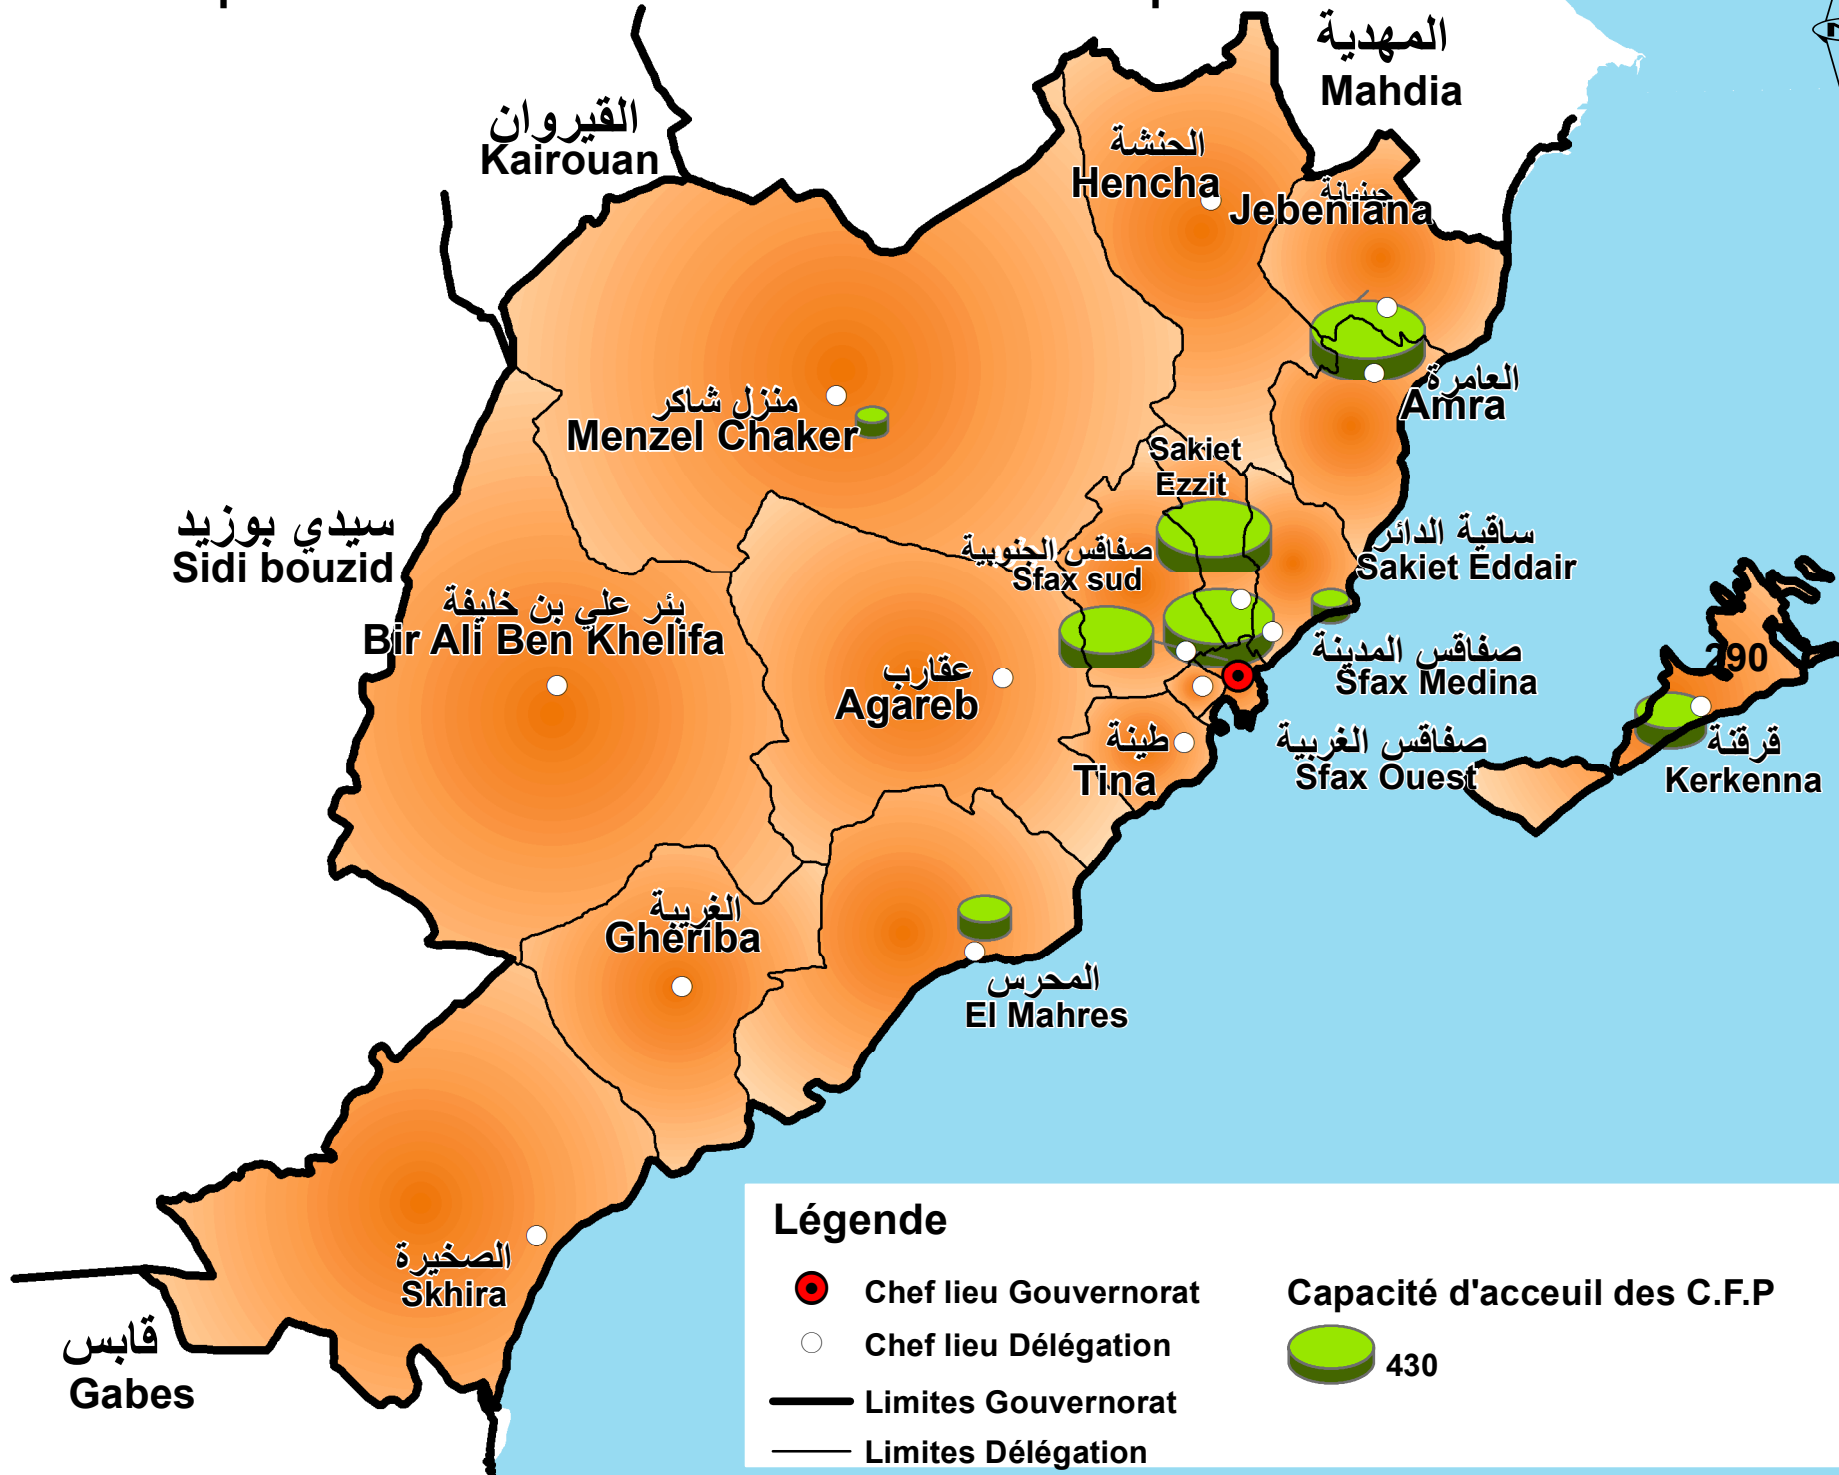 المهدية
Mahdia
القيروان
Kairouan
الحنشة
Hencha
جبنيانة
Jebeniana
منزل شاكر
Menzel Chaker
العامرة
Amra
Sakiet
Ezzit
سيدي بوزيد
Sidi bouzid
صفاقس الجنوبية
Sfax sud
ساقية الدائر
Sakiet Eddair
بئر علي بن خليفة
Bir Ali Ben Khelifa
عقارب
Agareb
صفاقس المدينة
Sfax Medina
290
طينة
Tina
صفاقس الغربية
Sfax Ouest
قرقنة
Kerkenna
الغريبة
Gheriba
المحرس
El Mahres
الصخيرة
Skhira
قابس
Gabes
Légende
Chef lieu Gouvernorat
Chef lieu Délégation
Limites Gouvernorat
Limites Délégation
Capacité d'acceuil des C.F.P
430